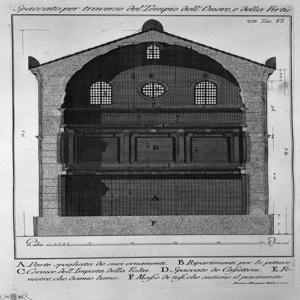 Spaccato per traverso del Tempio dell'Onore, e della Virtù
Tav. VI.
B
D
A
F
A. Parte spogliata de' suoi ornamenti. B. Ripartimenti per le pitture.
C. Cornice dell'Imposta della Volta. D. Spaccato de' Cassettoni. E. Fe-
nestre, che danno lume. F. Masso di tufi, che sostiene il pavimento